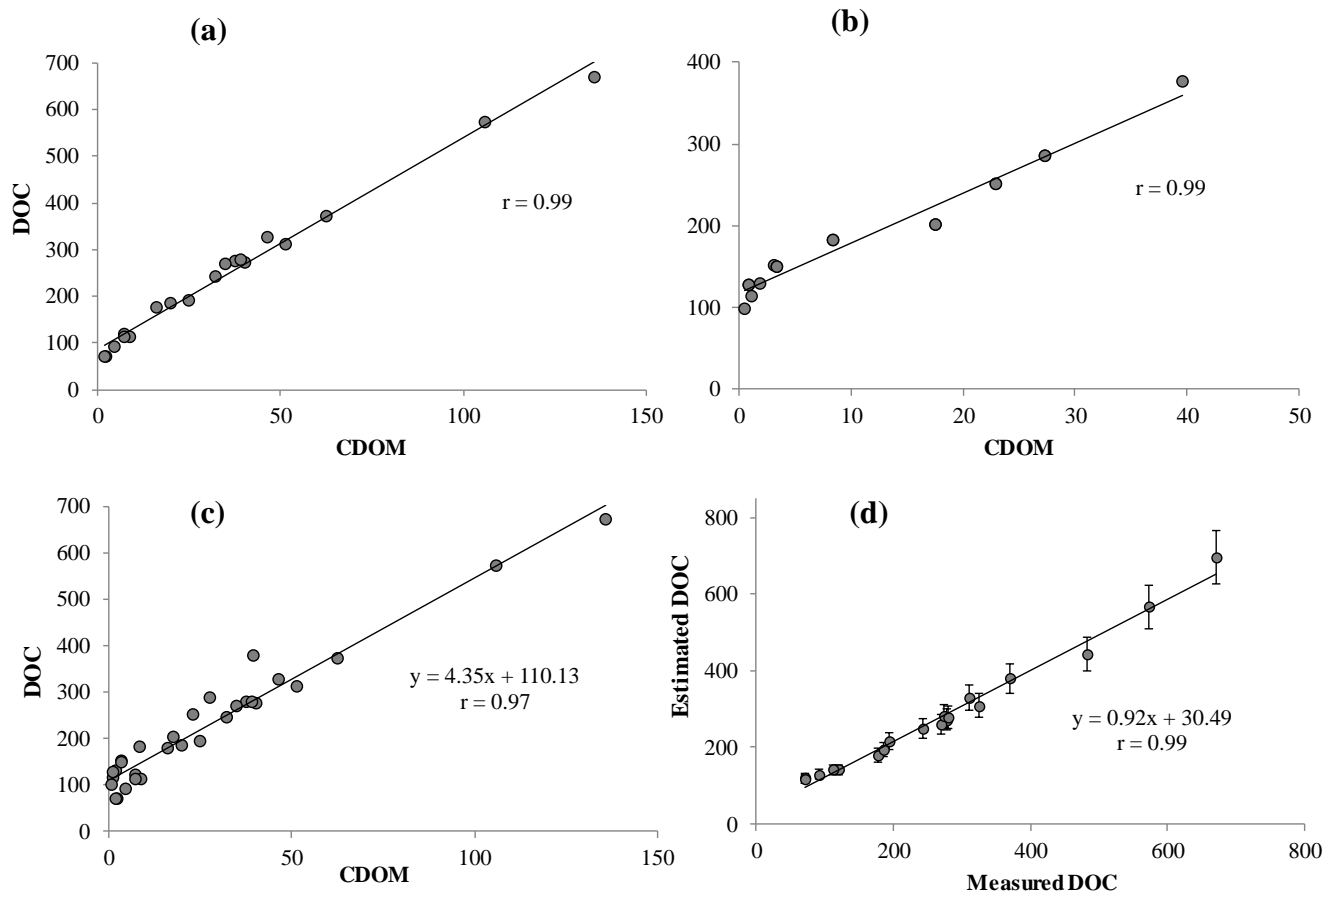 (a)
700
600
500
400
300
200
100
0
DOC
r = 0.99
0
50
100
150
CDOM
(b)
400
300
200
100
0
r = 0.99
0
10
20
30
40
50
CDOM
(c)
700
600
500
400
300
200
100
0
DOC
y = 4.35x + 110.13
r = 0.97
0
50
100
150
CDOM
(d)
800
600
400
200
0
Estimated DOC
y = 0.92x + 30.49
r = 0.99
0
200
400
600
800
Measured DOC